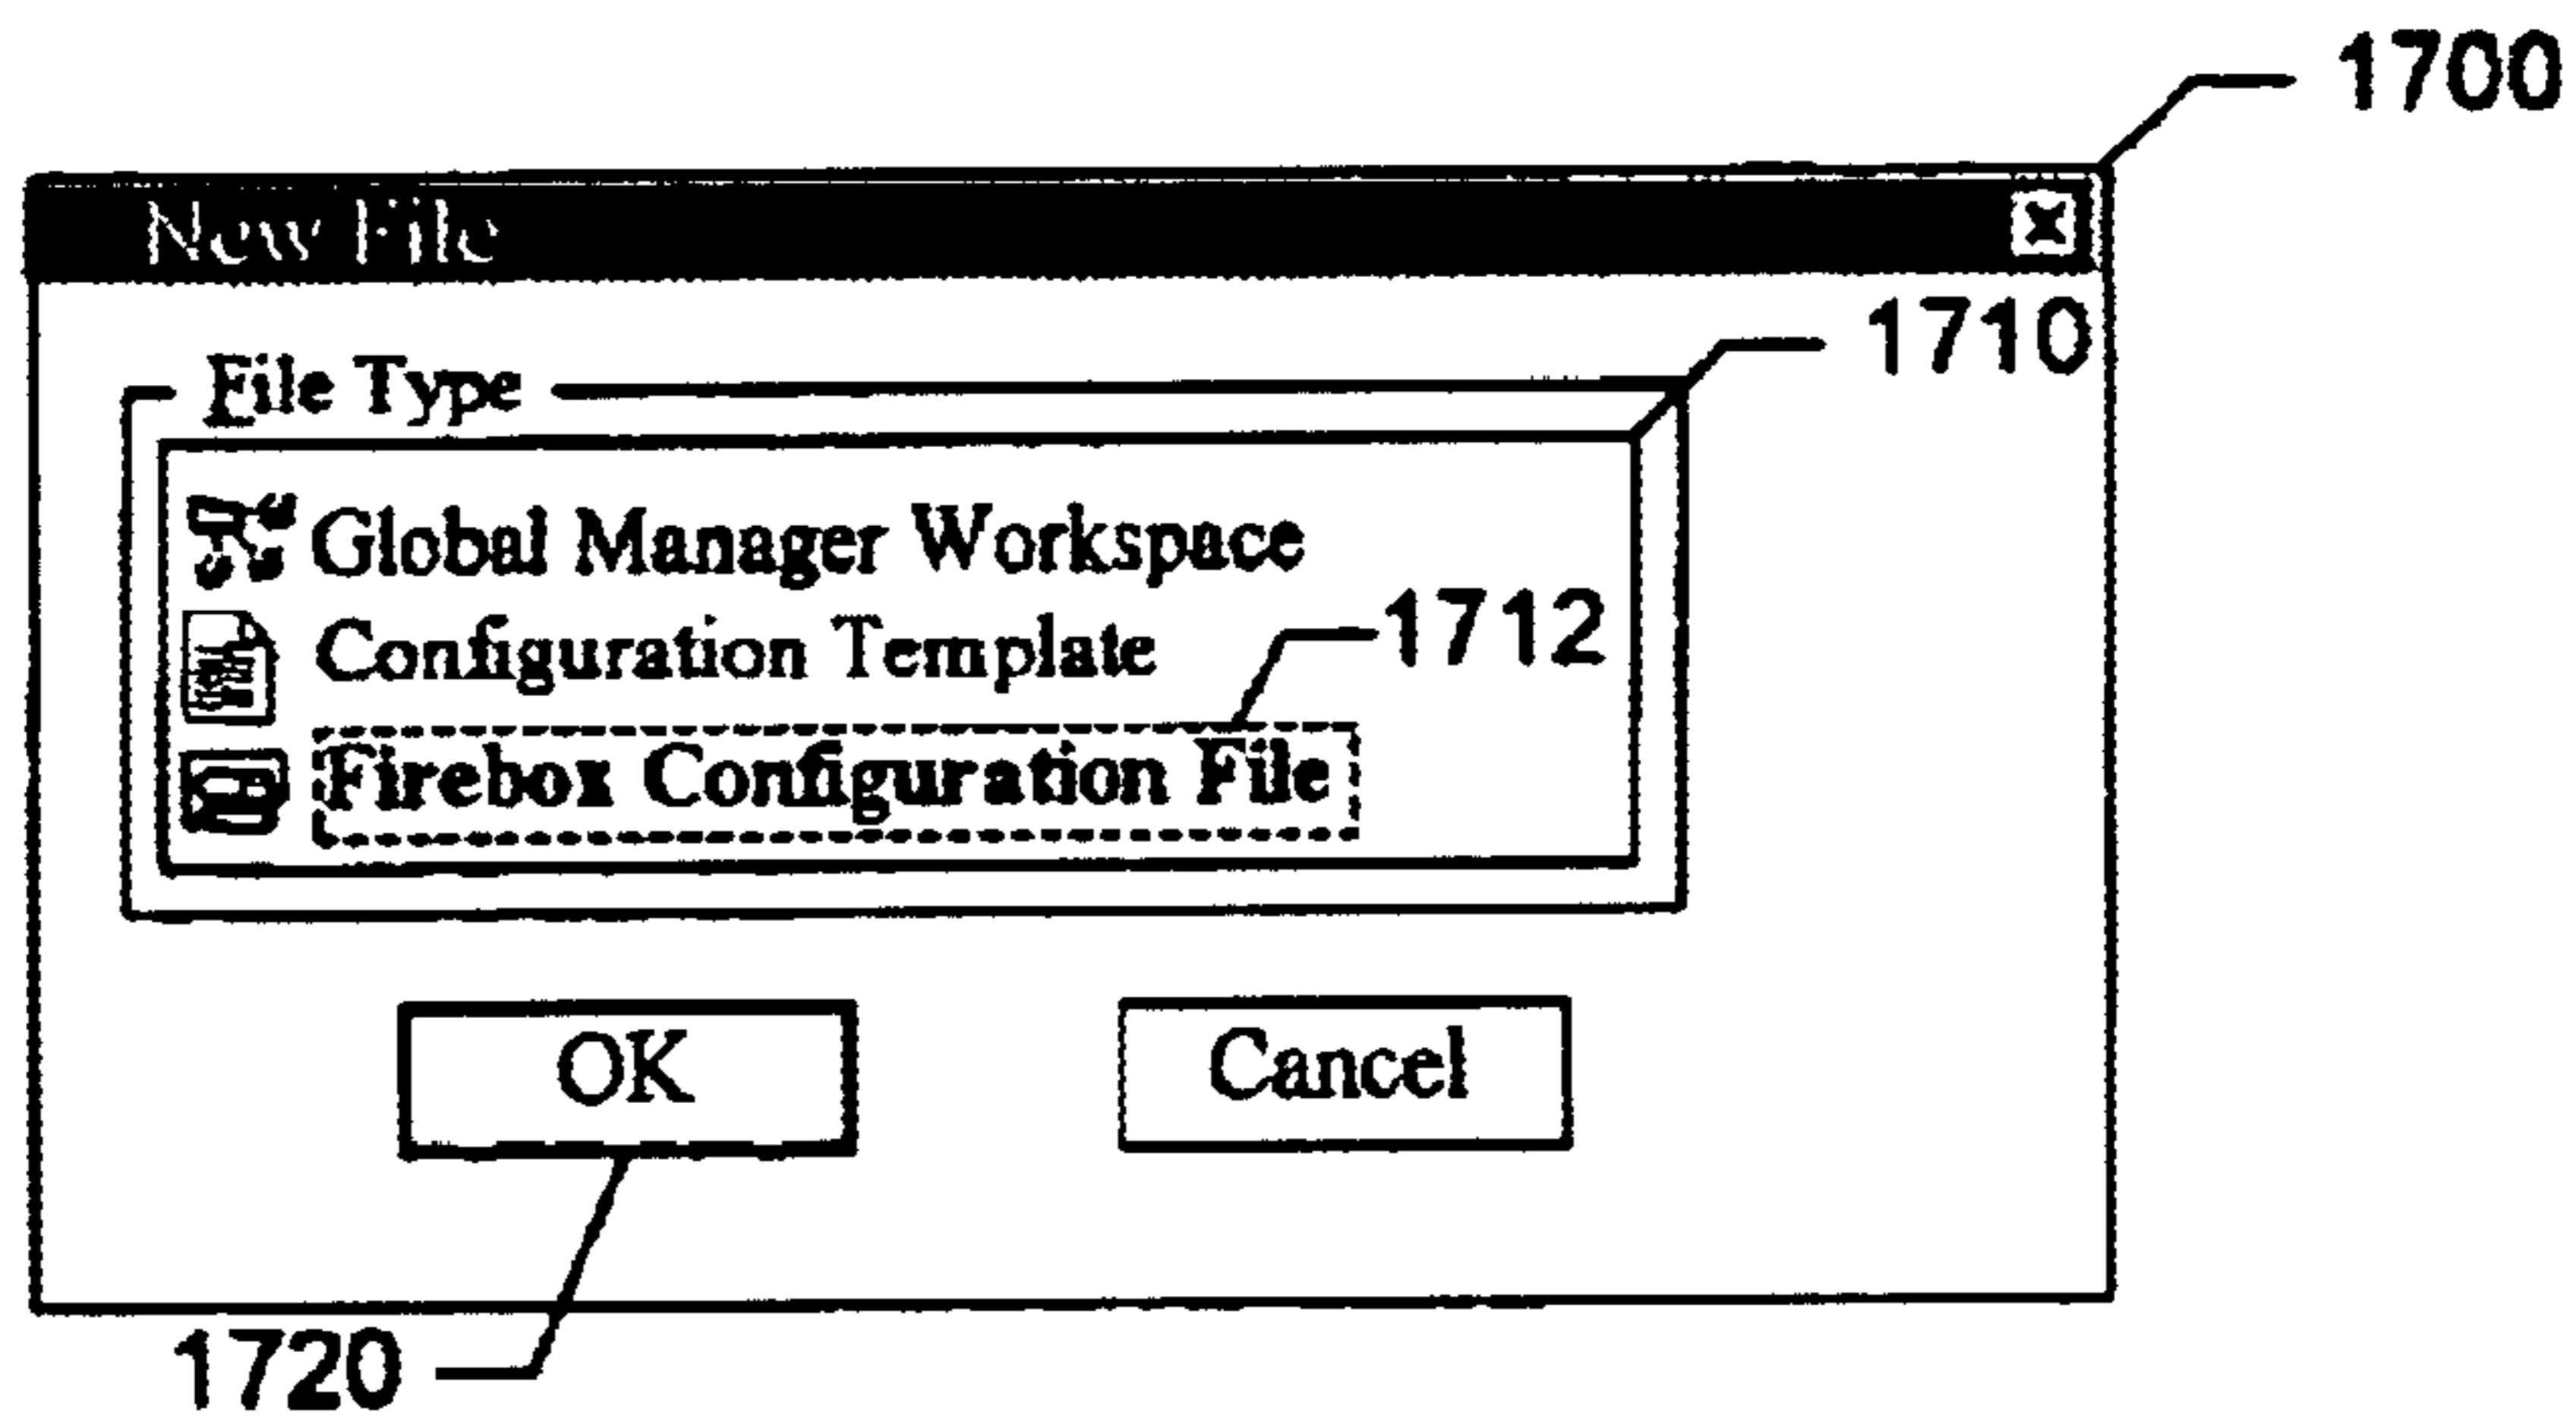 1700
New File
1710
File Type
Global Manager Workspace
1712
Configuration Template
Firebox Configuration File
OK
Cancel
1720